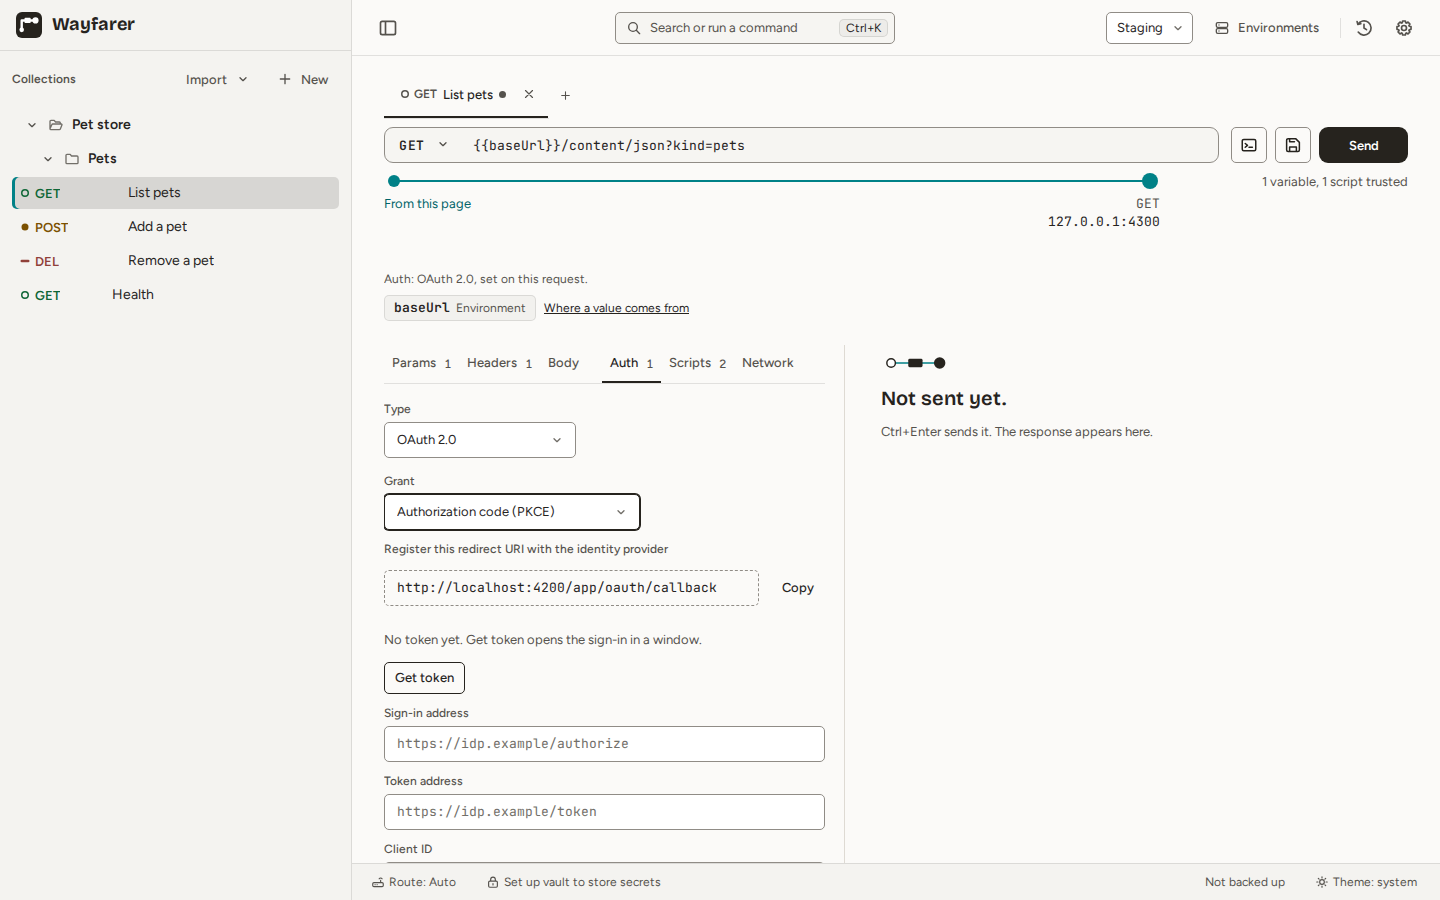 Wayfarer
Search or run a command
Ctrl+K
Staging
Environments
Collections
Import
New
Pet store
Pets
GET List pets
POST Add a pet
DEL Remove a pet
GET Health
GET List pets
GET {{baseUrl}}/content/json?kind=pets
Send
1 variable, 1 script trusted
From this page
GET
127.0.0.1:4300
Auth: OAuth 2.0, set on this request.
baseUrl Environment Where a value comes from
Params 1 Headers 1 Body Auth 1 Scripts 2 Network
Type
OAuth 2.0
Grant
Authorization code (PKCE)
Register this redirect URI with the identity provider
http://localhost:4200/app/oauth/callback
Copy
No token yet. Get token opens the sign-in in a window.
Get token
Sign-in address
https://idp.example/authorize
Token address
https://idp.example/token
Client ID
Not sent yet.
Ctrl+Enter sends it. The response appears here.
Route: Auto
Set up vault to store secrets
Not backed up
Theme: system